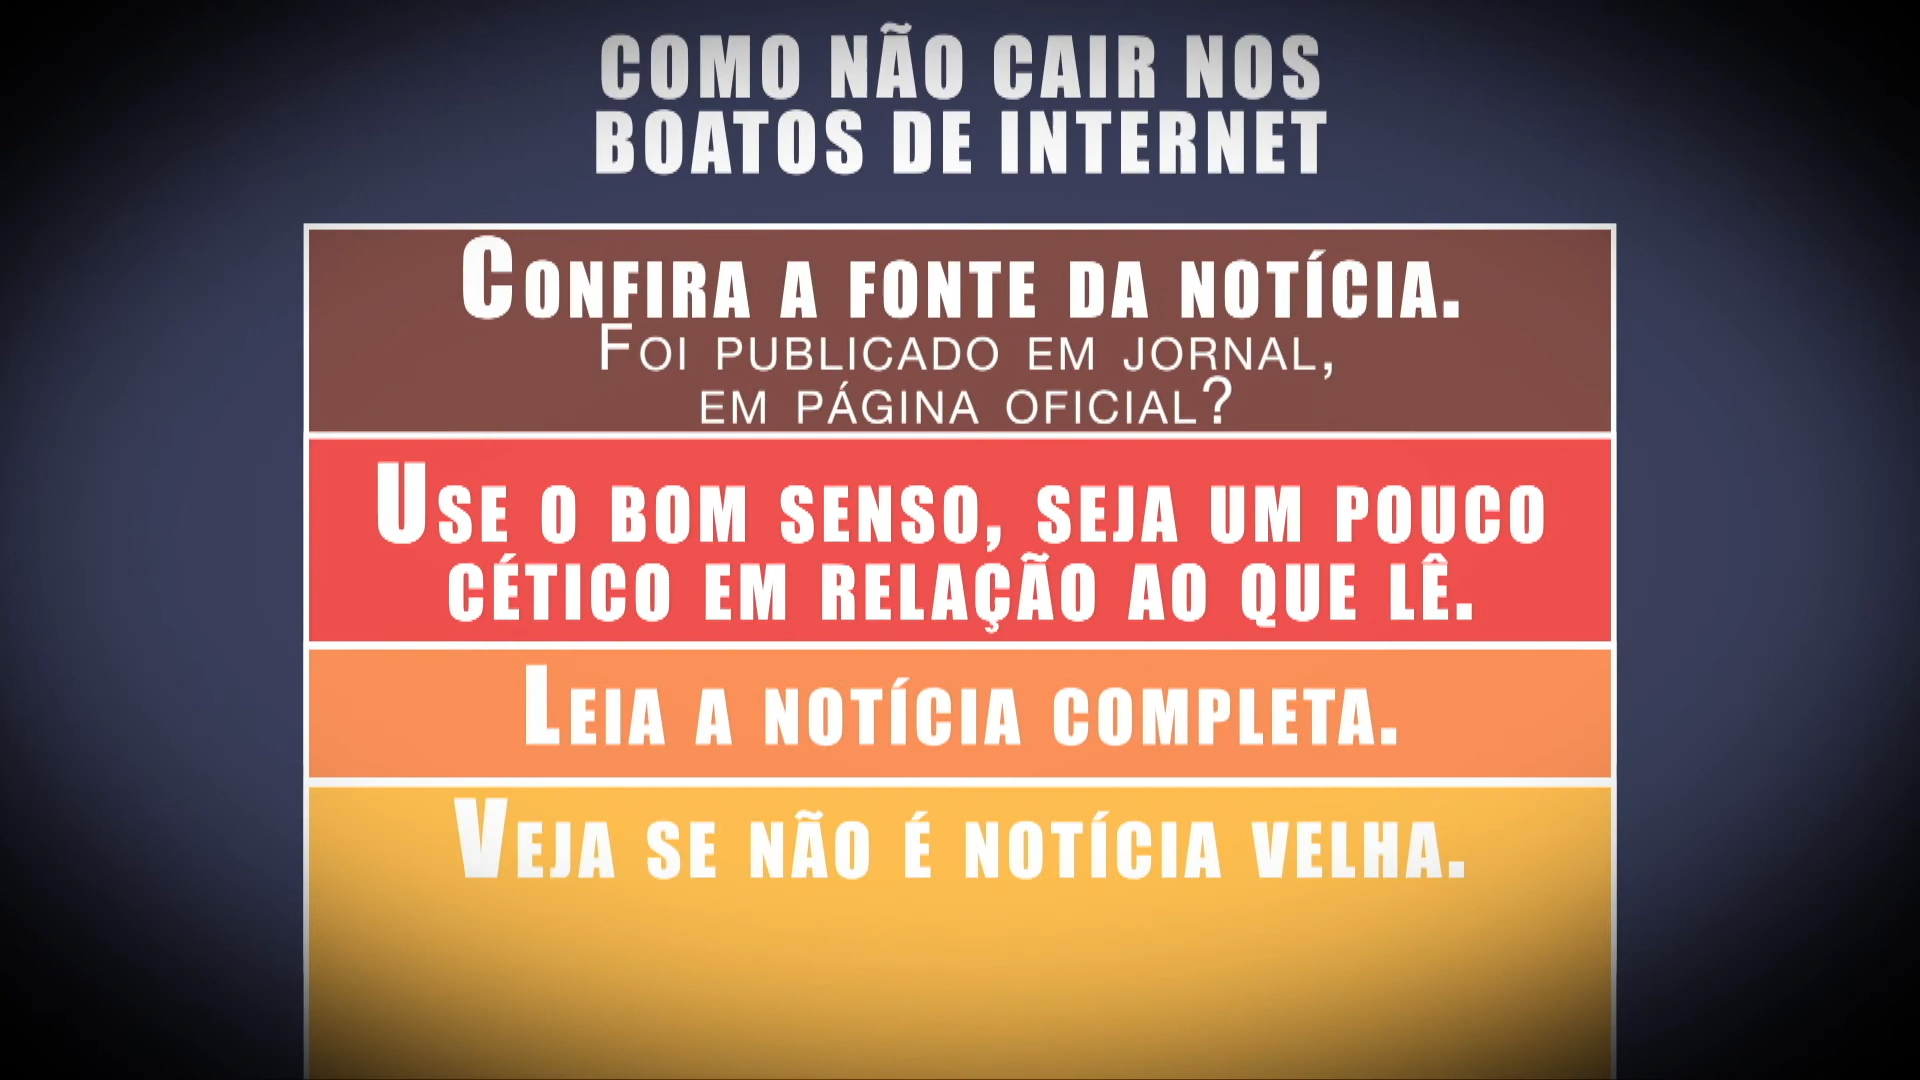 COMO NÃO CAIR NOS
BOATOS DE INTERNET
CONFIRA A FONTE DA NOTÍCIA.
FOI PUBLICADO EM JORNAL,
EM PÁGINA OFICIAL?
USE O BOM SENSO, SEJA UM POUCO
CÉTICO EM RELAÇÃO AO QUE LÊ.
LEIA A NOTÍCIA COMPLETA.
VEJA SE NÃO É NOTÍCIA VELHA.